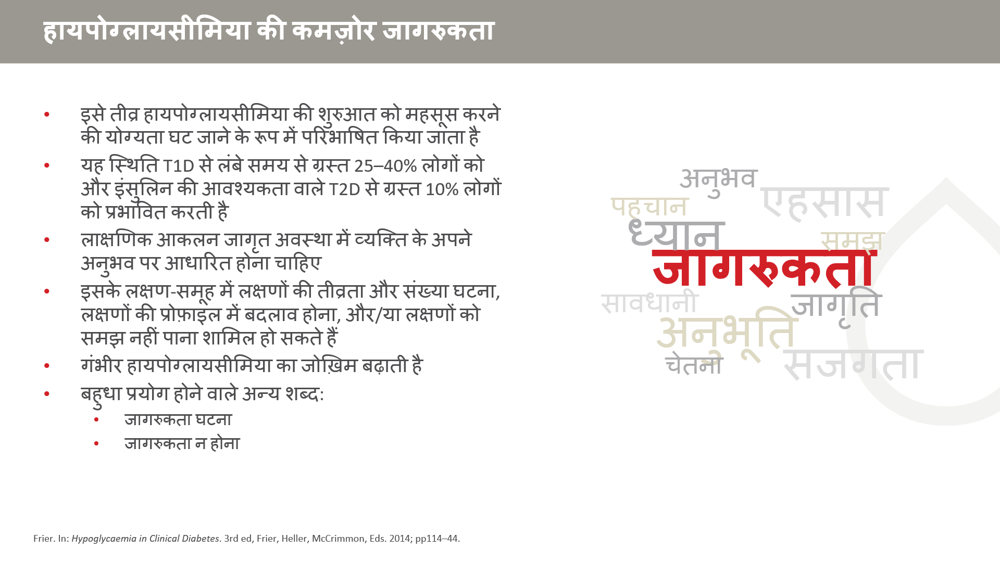 हायपोग्लायसीमिया की कमज़ोर जागरुकता
• इसे तीव्र हायपोग्लायसीमिया की शुरुआत को महसूस करने
की योग्यता घट जाने के रूप में परिभाषित किया जाता है
• यह स्थिति T1D से लंबे समय से ग्रस्त 25–40% लोगों को
और इंसुलिन की आवश्यकता वाले T2D से ग्रस्त 10% लोगों
को प्रभावित करती है
• लाक्षणिक आकलन जागृत अवस्था में व्यक्ति के अपने
अनुभव पर आधारित होना चाहिए
• इसके लक्षण-समूह में लक्षणों की तीव्रता और संख्या घटना,
लक्षणों की प्रोफ़ाइल में बदलाव होना, और/या लक्षणों को
समझ नहीं पाना शामिल हो सकते हैं
• गंभीर हायपोग्लायसीमिया का जोख़िम बढ़ाती है
• बहुधा प्रयोग होने वाले अन्य शब्द:
• जागरुकता घटना
• जागरुकता न होना
अनुभव
एहसास
पहचान
ध्यान
समझ
जागरुकता
सावधानी
जागृति
अनुभूति
चेतना
सजगता
Frier. In: Hypoglycaemia in Clinical Diabetes. 3rd ed, Frier, Heller, McCrimmon, Eds. 2014; pp114–44.